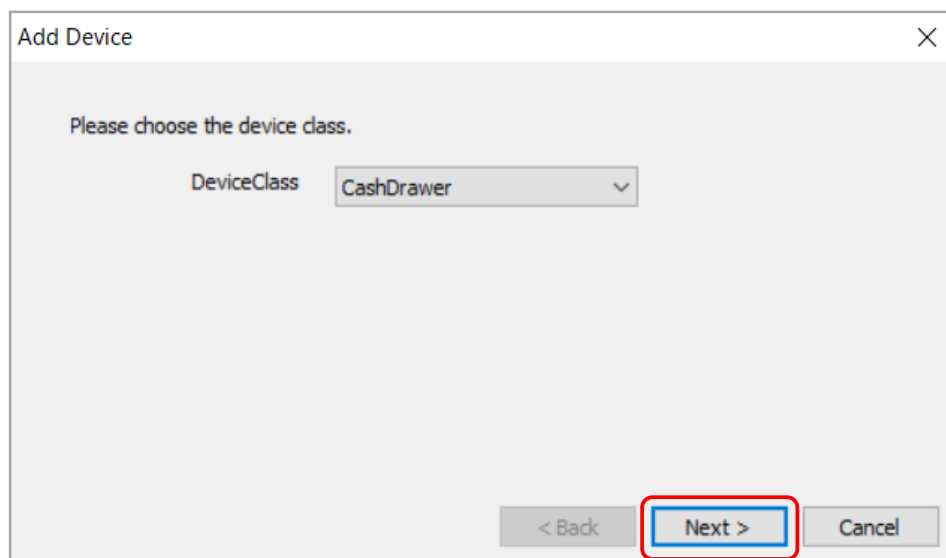 Add Device
Please choose the device class.
DeviceClass CashDrawer
< Back Next > Cancel